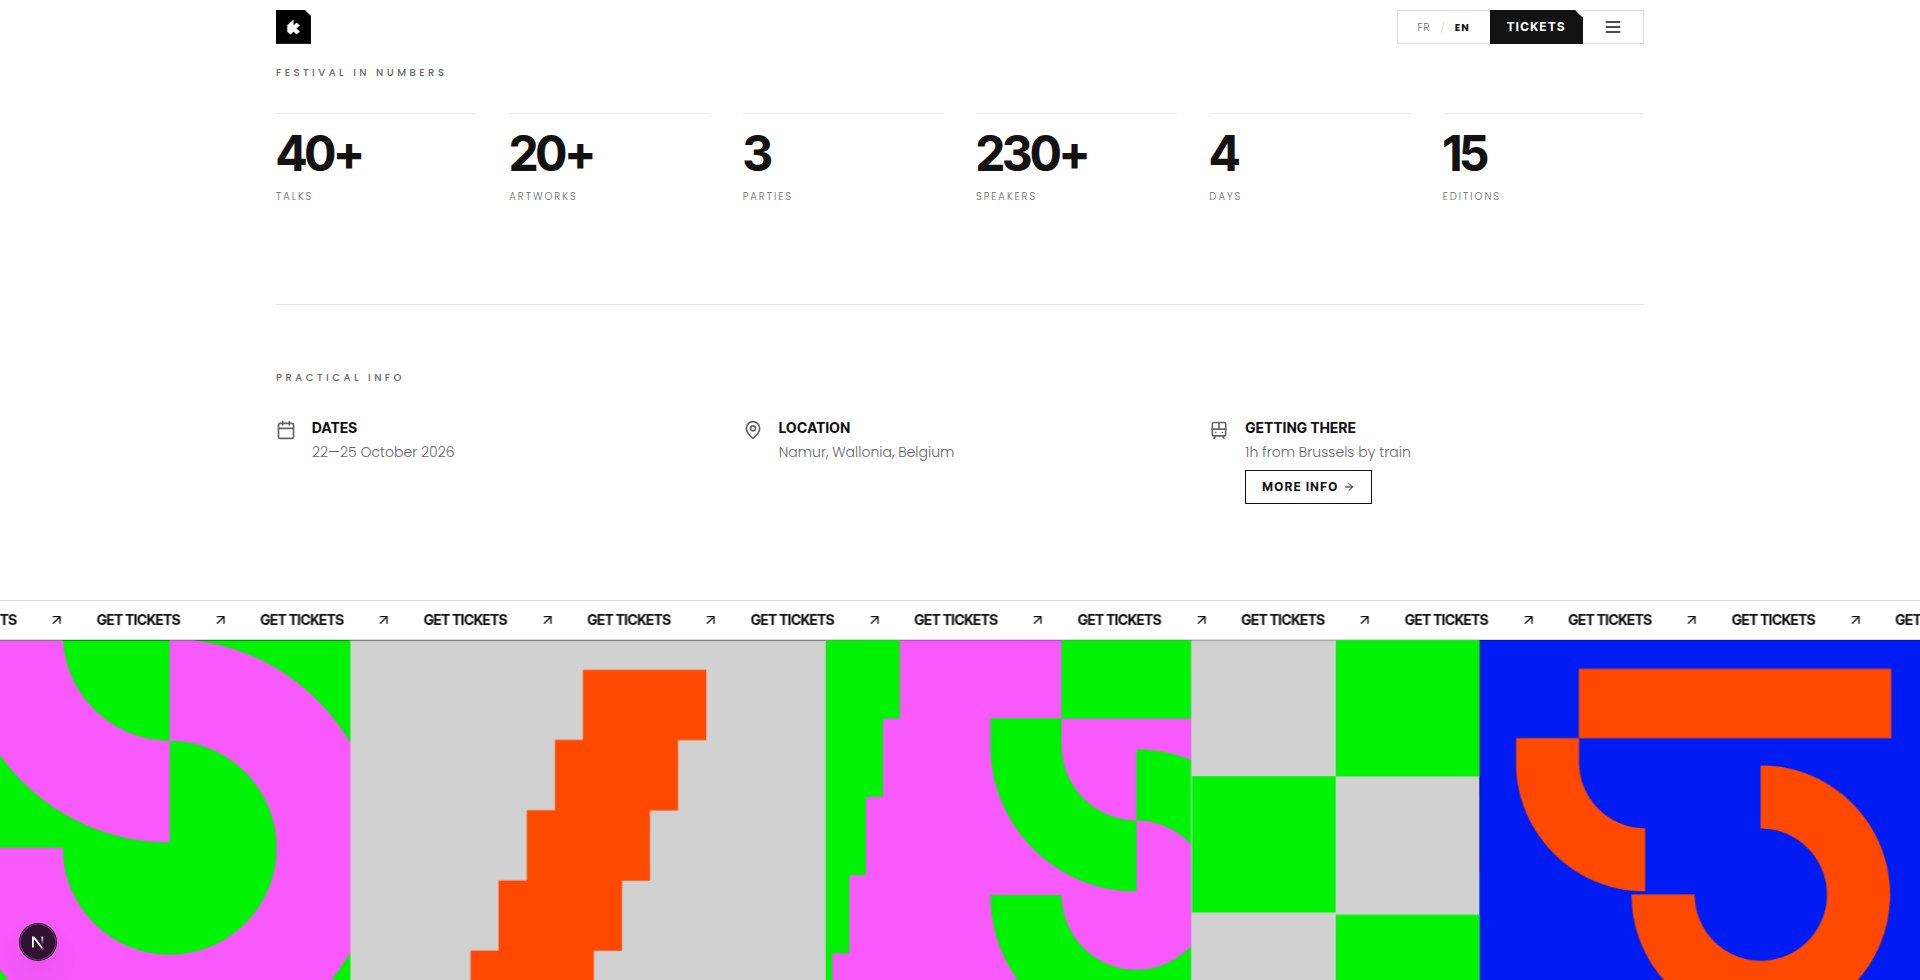 FR / EN
TICKETS
FESTIVAL IN NUMBERS
40+
TALKS
20+
ARTWORKS
3
PARTIES
230+
SPEAKERS
4
DAYS
15
EDITIONS
PRACTICAL INFO
DATES
22—25 October 2026
LOCATION
Namur, Wallonia, Belgium
GETTING THERE
1h from Brussels by train
MORE INFO →
TS ↗ GET TICKETS ↗ GET TICKETS ↗ GET TICKETS ↗ GET TICKETS ↗ GET TICKETS ↗ GET TICKETS ↗ GET TICKETS ↗ GET TICKETS ↗ GET TICKETS ↗ GET TICKETS ↗ GET TICKETS ↗ GET
N